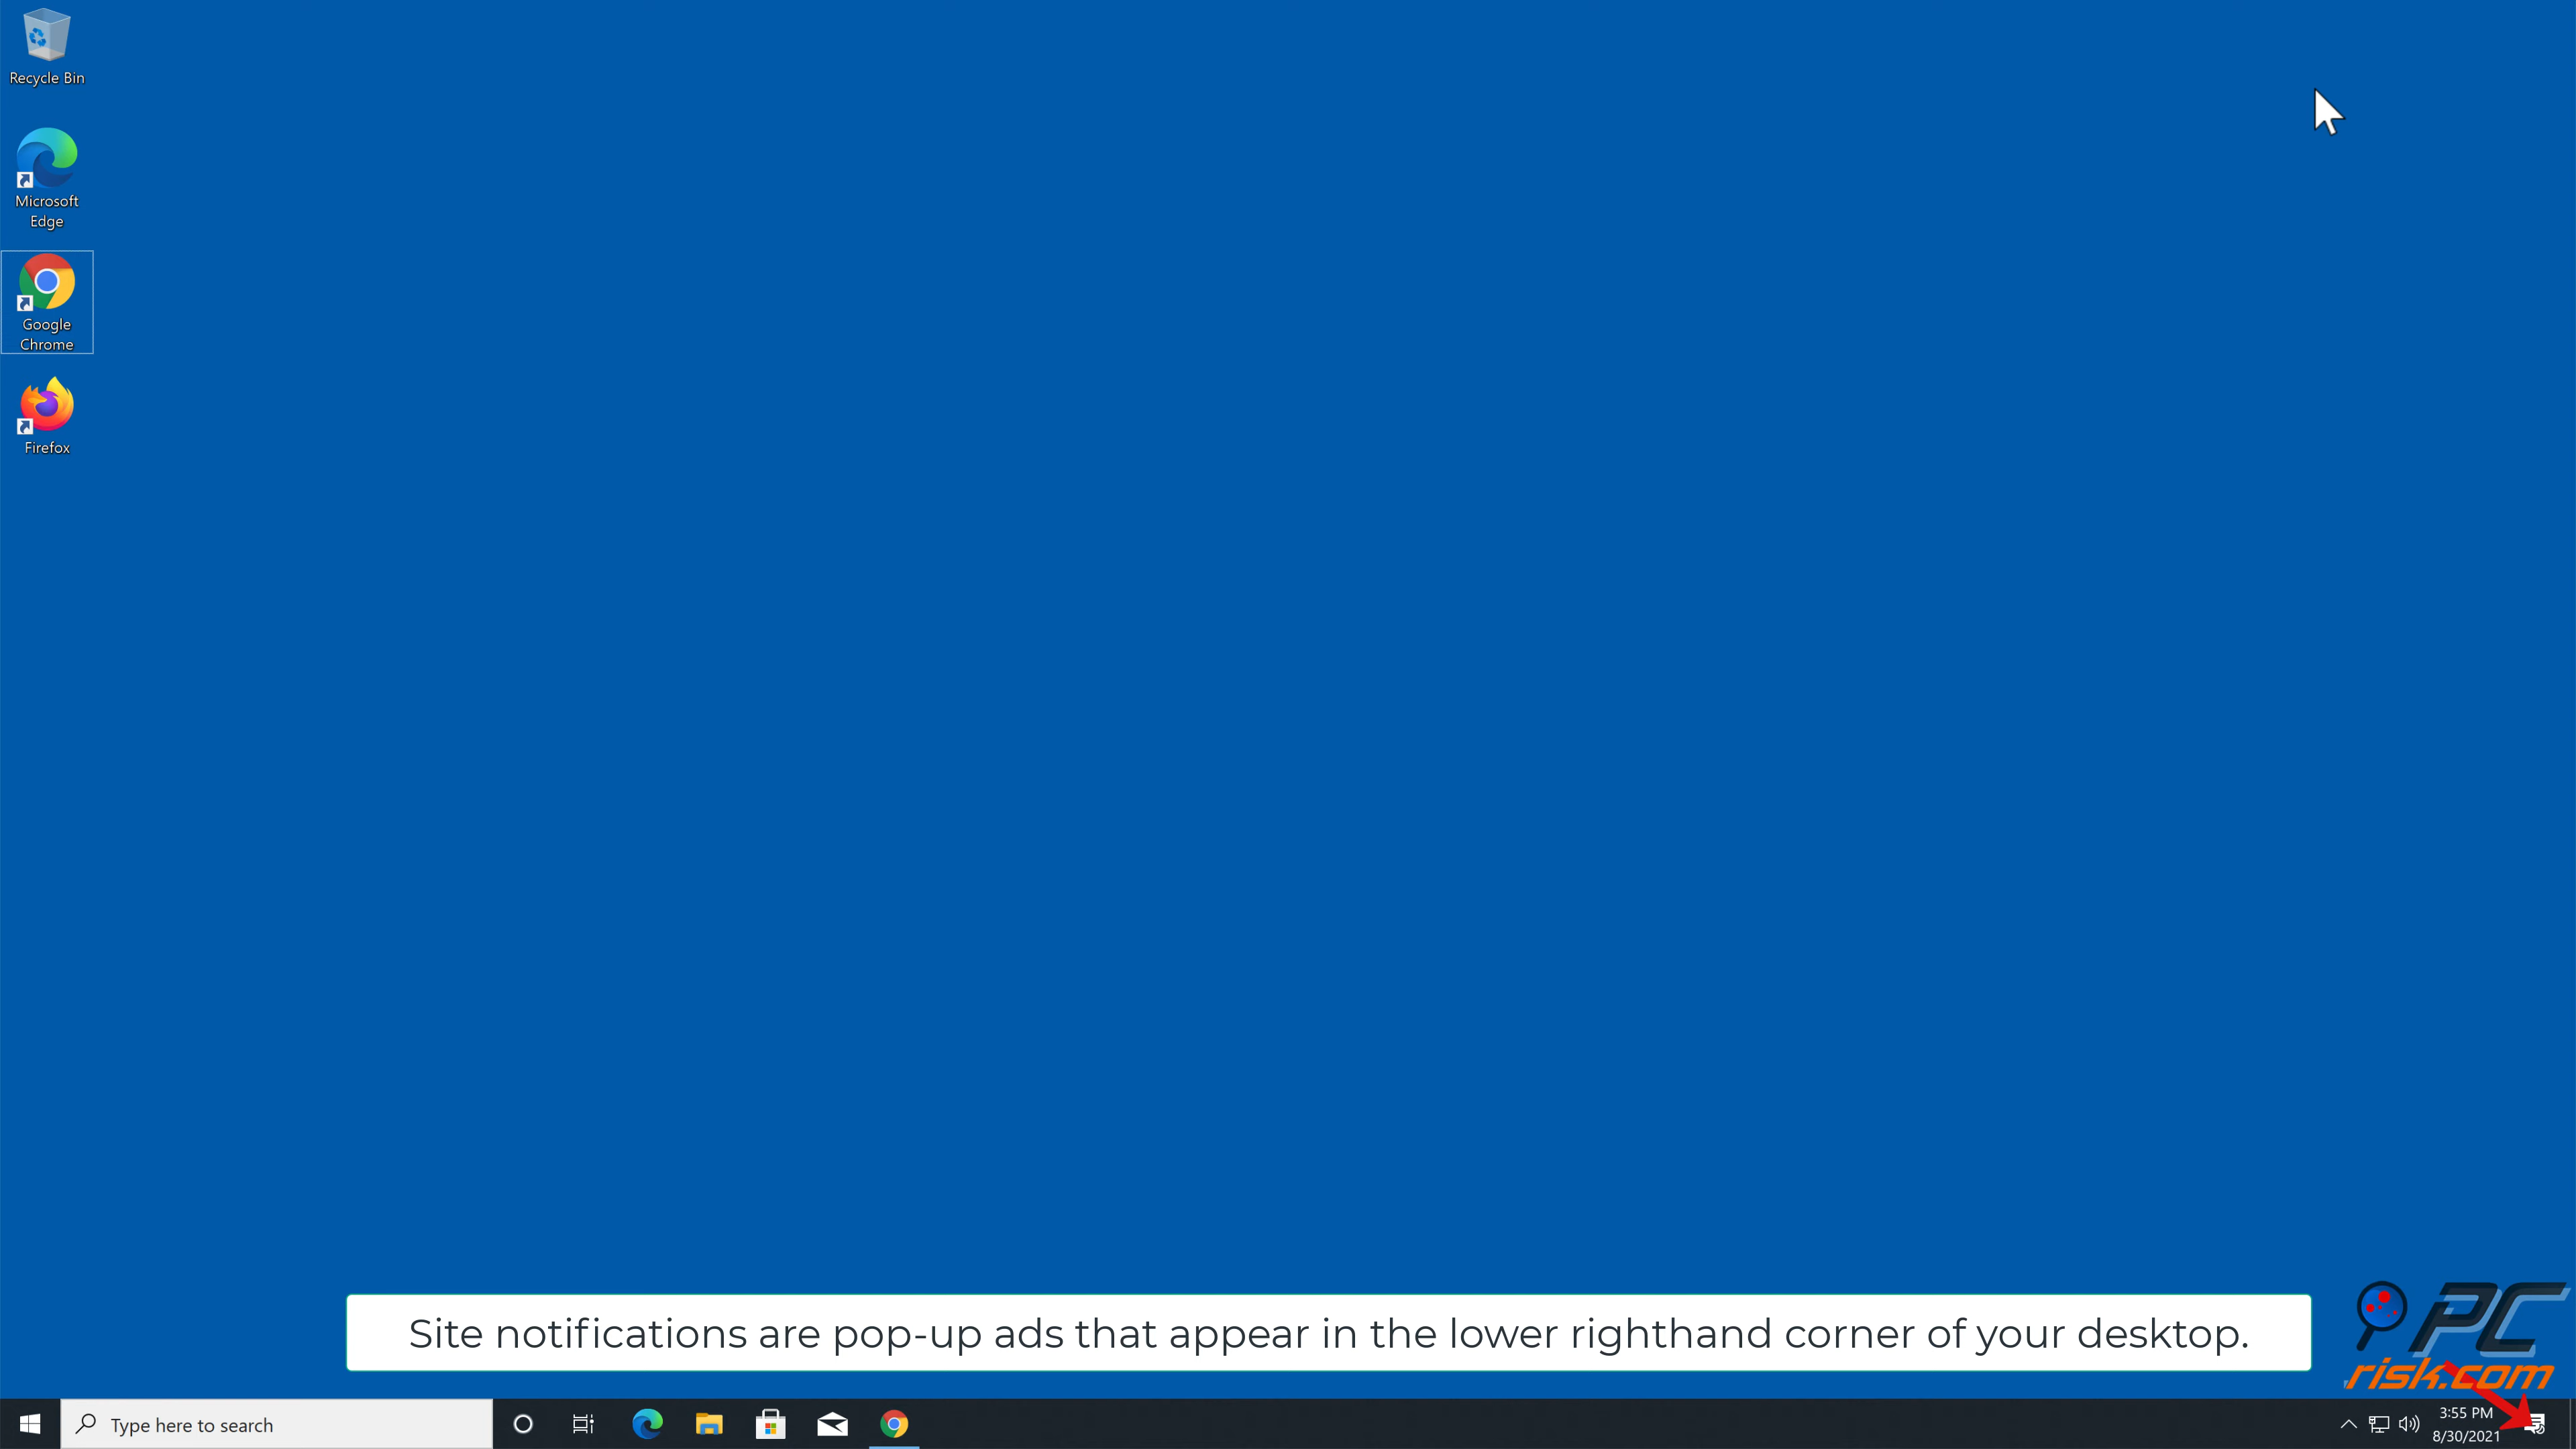 Recycle Bin
Microsoft
Edge
Google
Chrome
Firefox
Site notifications are pop-up ads that appear in the lower righthand corner of your desktop.
PC
risk.com
Type here to search
3:55 PM
8/30/2021